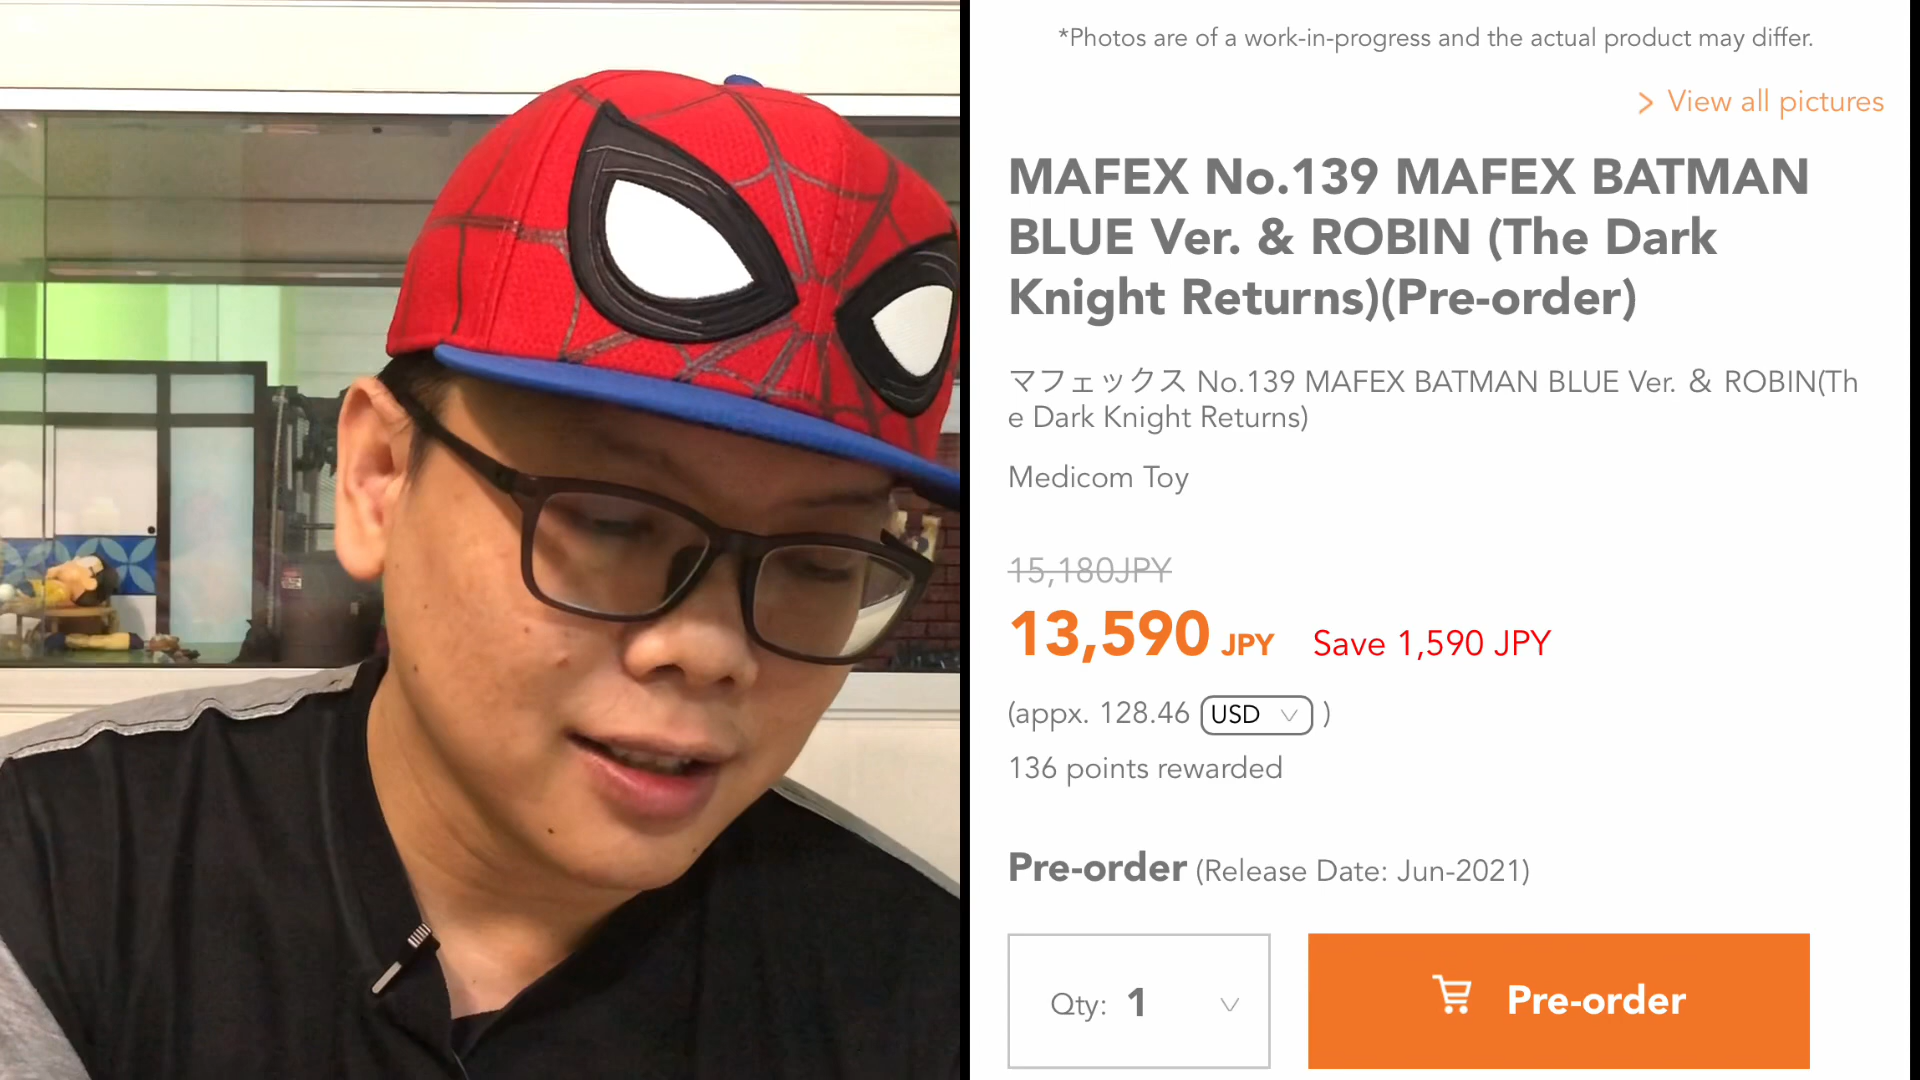 *Photos are of a work-in-progress and the actual product may differ.
View all pictures
MAFEX No.139 MAFEX BATMAN
BLUE Ver. & ROBIN (The Dark
Knight Returns)(Pre-order)
マフェックス No.139 MAFEX BATMAN BLUE Ver. ＆ ROBIN(Th
e Dark Knight Returns)
Medicom Toy
15,180JPY
13,590 JPY Save 1,590 JPY
(appx. 128.46 USD )
136 points rewarded
Pre-order (Release Date: Jun-2021)
Qty: 1
Pre-order